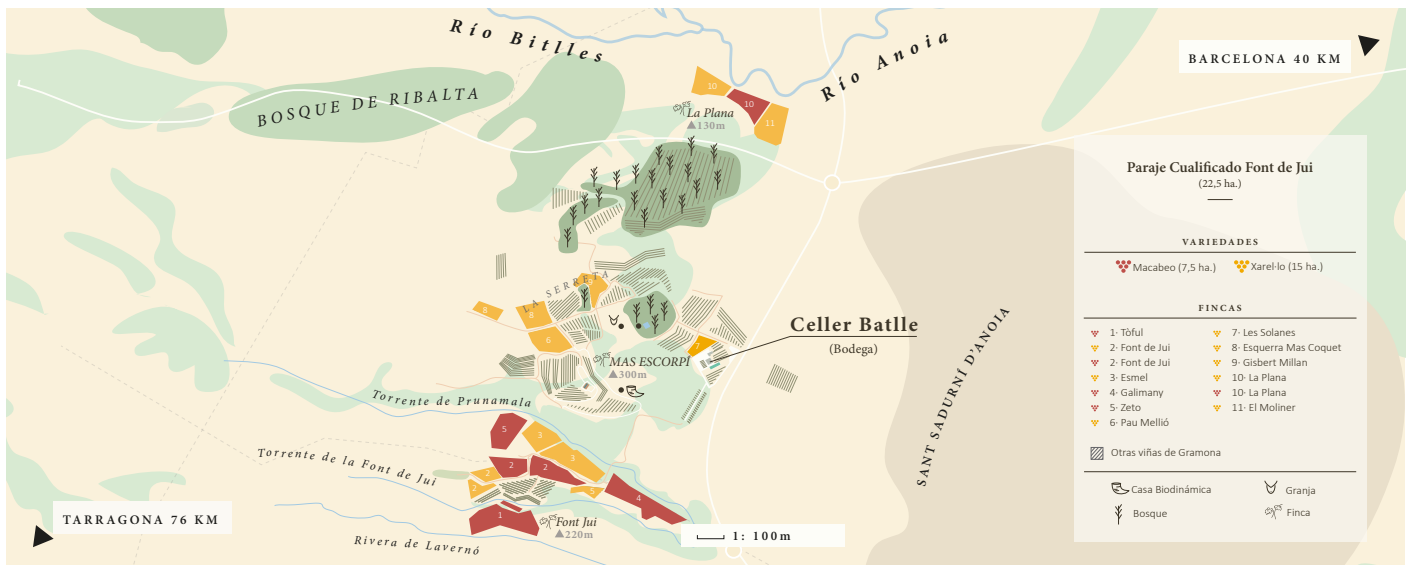 Río Bitlles
Río Anoia
BARCELONA 40 KM
BOSQUE DE RIBALTA
10
10
11
La Plana
130m
LA SERRETA
8
8
6
7
Celler Batlle
(Bodega)
MAS ESCORPÍ
300m
SANT SADURNÍ D'ANOIA
Torrente de Prunamala
5
3
3
Torrente de la Font de Jui
2
2
2
2
4
1
Font Jui
220m
TARRAGONA 76 KM
Rivera de Lavernó
1: 100m
Paraje Cualificado Font de Jui
(22,5 ha.)
VARIEDADES
Macabeo (7,5 ha.) Xarel·lo (15 ha.)
FINCAS
1· Tòful
2· Font de Jui
2· Font de Jui
3· Esmel
4· Galimany
5· Zeto
6· Pau Mellió
7· Les Solanes
8· Esquerra Mas Coquet
9· Gisbert Millan
10· La Plana
10· La Plana
11· El Moliner
Otras viñas de Gramona
Casa Biodinámica
Granja
Bosque
Finca